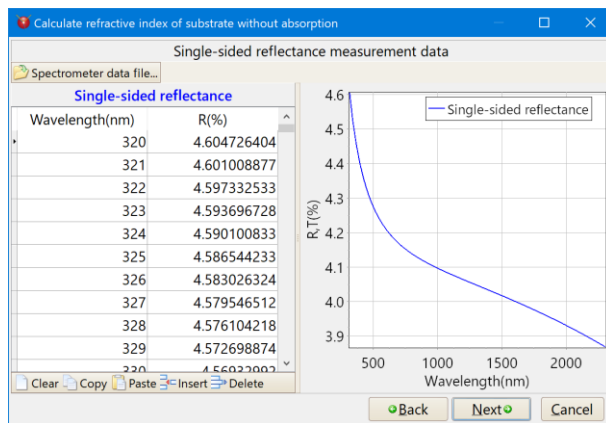 Calculate refractive index of substrate without absorption
Single-sided reflectance measurement data
Spectrometer data file...
Single-sided reflectance
Wavelength(nm) R(%)
320 4.604726404
321 4.601008877
322 4.597332533
323 4.593696728
324 4.590100833
325 4.586544233
326 4.583026324
327 4.579546512
328 4.576104218
329 4.572698874
330 4.56932992
Clear Copy Paste Insert Delete
Single-sided reflectance
R,T(%)
4.6
4.5
4.4
4.3
4.2
4.1
4.0
3.9
500 1000 1500 2000
Wavelength(nm)
Back Next Cancel